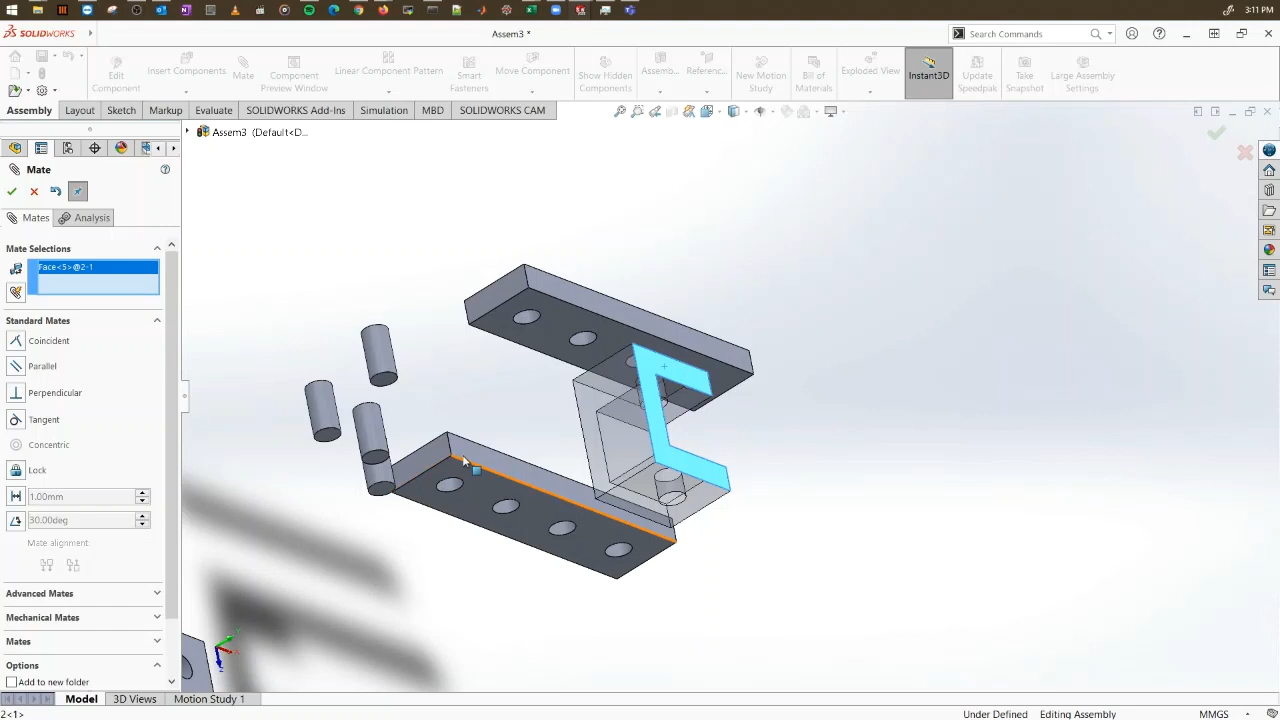 3:11 PM
SOLIDWORKS
Assem3 *
Search Commands
Edit Component
Insert Components
Mate
Component Preview Window
Linear Component Pattern
Smart Fasteners
Move Component
Show Hidden Components
Assemb...
Referenc...
New Motion Study
Bill of Materials
Exploded View
Instant3D
Update Speedpak
Take Snapshot
Large Assembly Settings
Assembly
Layout
Sketch
Markup
Evaluate
SOLIDWORKS Add-Ins
Simulation
MBD
SOLIDWORKS CAM
Assem3 (Default<D...
Mate
Mates
Analysis
Mate Selections
Face<5>@2-1
Standard Mates
Coincident
Parallel
Perpendicular
Tangent
Concentric
Lock
1.00mm
30.00deg
Mate alignment:
Advanced Mates
Mechanical Mates
Mates
Options
Add to new folder
Model
3D Views
Motion Study 1
2<1>
Under Defined
Editing Assembly
MMGS